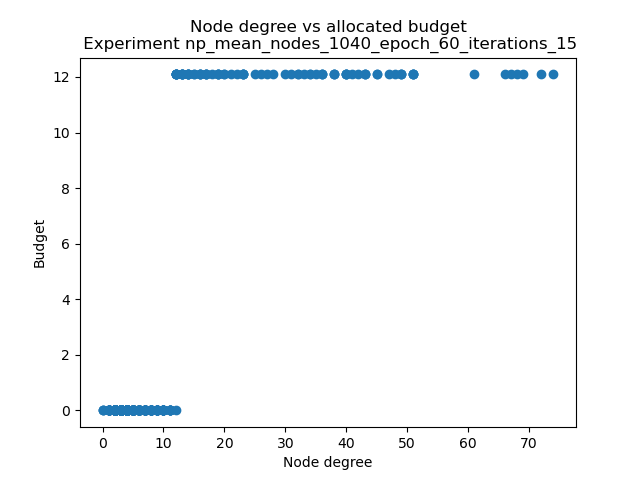 Node degree vs allocated budget
Experiment np_mean_nodes_1040_epoch_60_iterations_15
12
10
8
6
4
2
0
Budget
0 10 20 30 40 50 60 70
Node degree